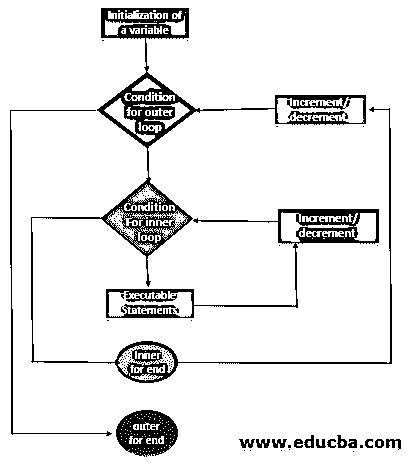 Initialization of
a variable
Condition
for outer
loop
Increment/
decrement
Condition
For inner
loop
Increment/
decrement
Executable
Statements
Inner
for end
outer
for end
www.educba.com